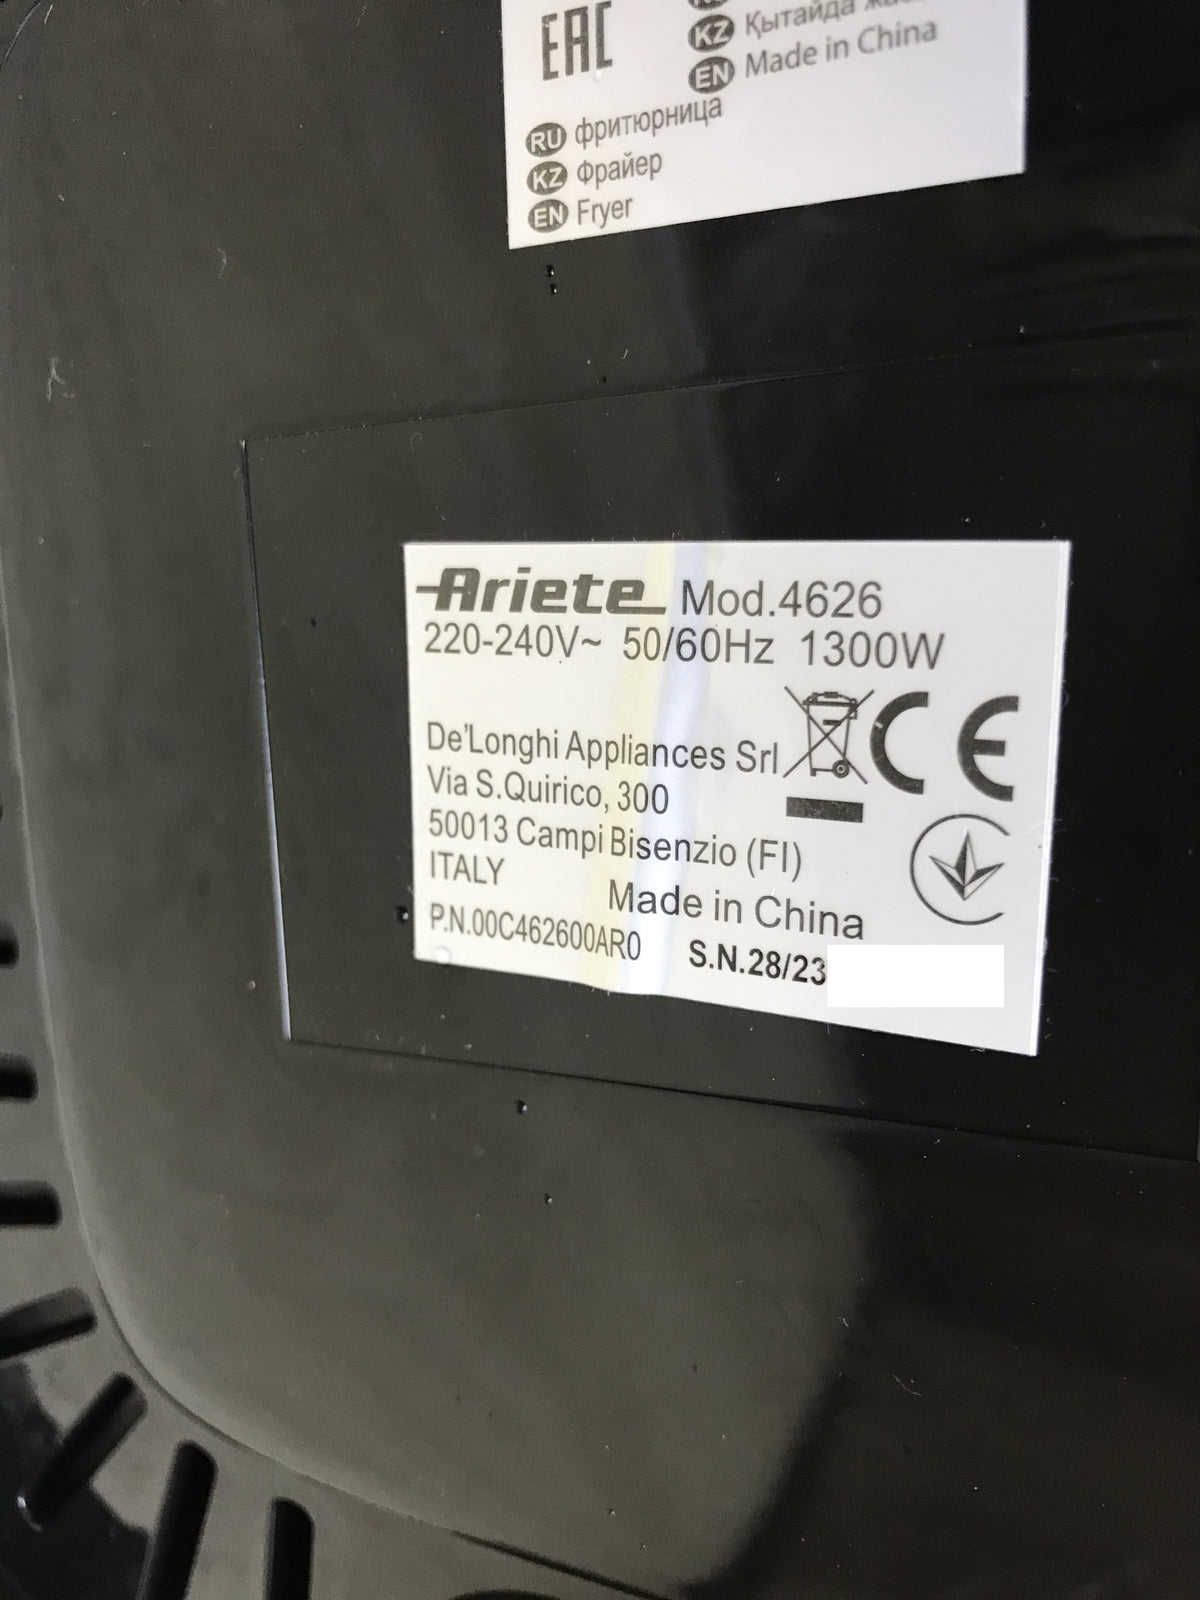 EAC
KZ Қытайда
EN Made in China
RU фритюрница
KZ Фрайер
EN Fryer
Ariete Mod.4626
220-240V~ 50/60Hz 1300W
De'Longhi Appliances Srl
Via S.Quirico, 300
50013 Campi Bisenzio (FI)
ITALY
Made in China
P.N.00C462600AR0 S.N.28/23
CE